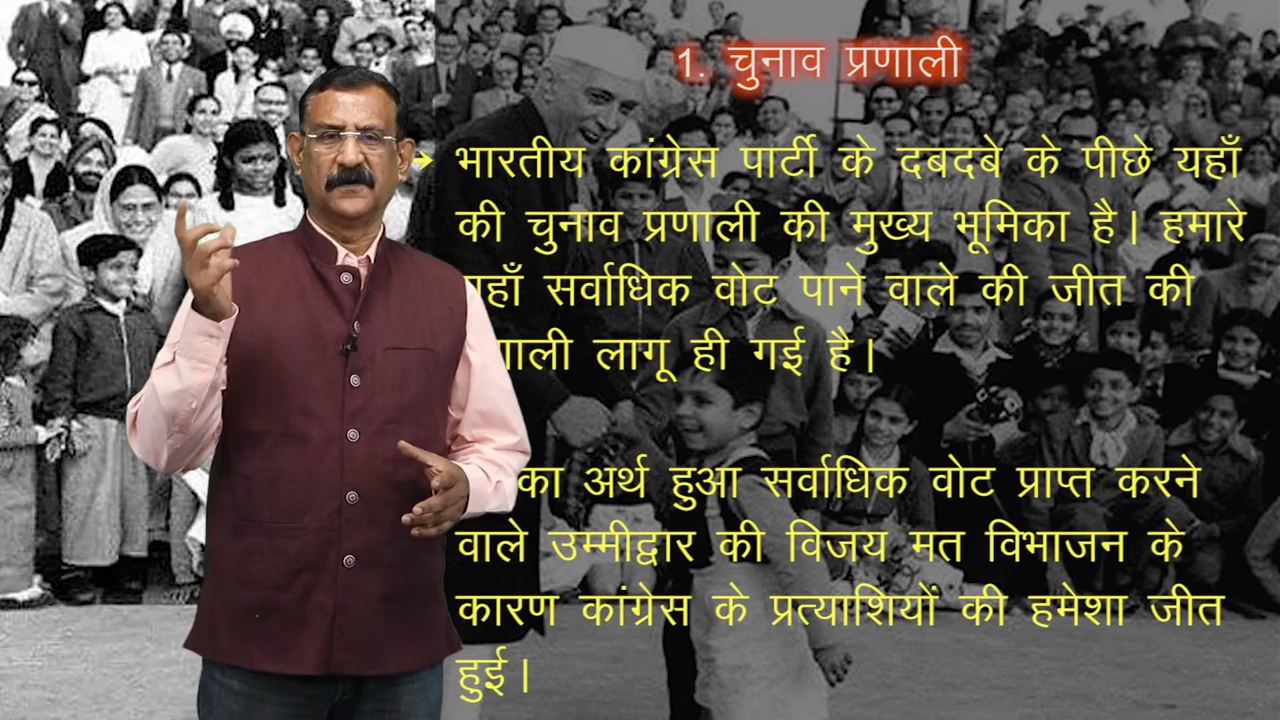 1. चुनाव प्रणाली
→ भारतीय कांग्रेस पार्टी के दबदबे के पीछे यहाँ
की चुनाव प्रणाली की मुख्य भूमिका है। हमारे
सर्वाधिक वोट पाने वाले की जीत की
लागू ही गई है।
अर्थ हुआ सर्वाधिक वोट प्राप्त करने
वाले उम्मीद्वार की विजय मत विभाजन के
कारण कांग्रेस के प्रत्याशियों की हमेशा जीत
हुई।